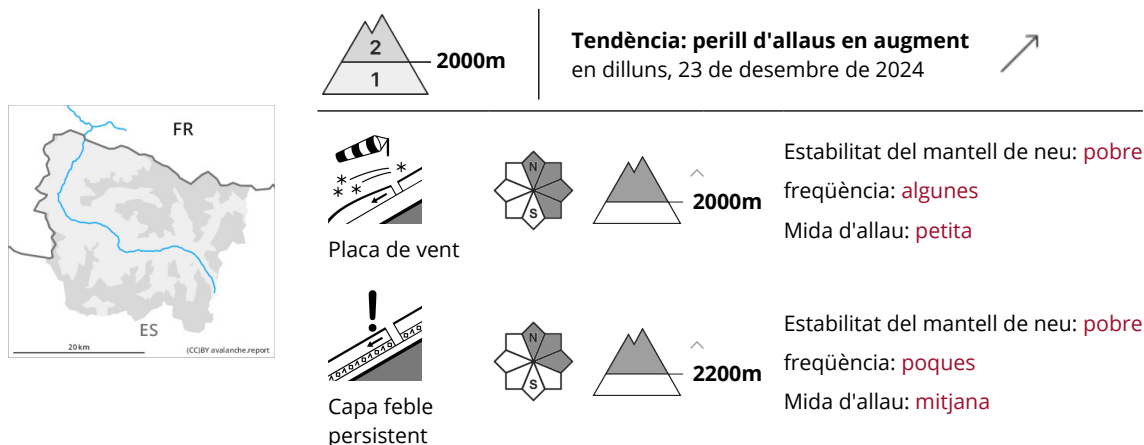 2
2000m
1
Tendència: perill d'allaus en augment
en dilluns, 23 de desembre de 2024
FR
ES
20 km
(CC)BY avalanche.report
Placa de vent
N
S
2000m
Estabilitat del mantell de neu: pobre
freqüència: algunes
Mida d'allau: petita
Capa feble
persistent
N
S
2200m
Estabilitat del mantell de neu: pobre
freqüència: poques
Mida d'allau: mitjana